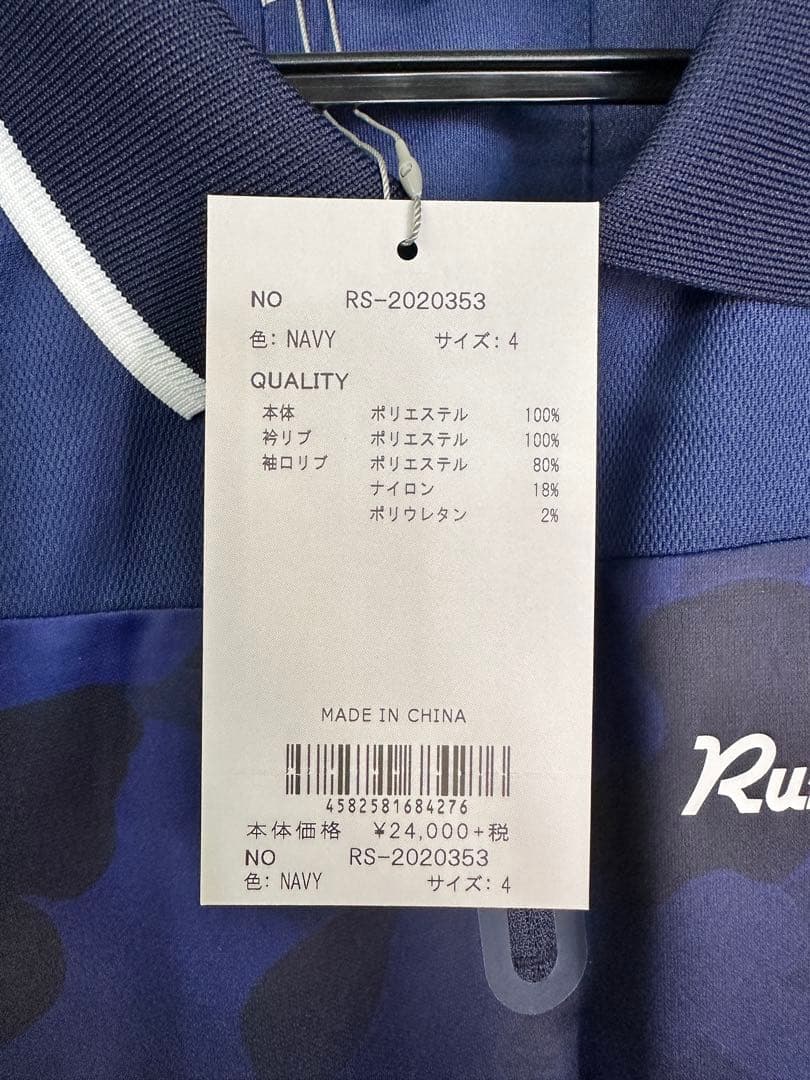 NO RS-2020353
色: NAVY サイズ: 4
QUALITY
本体 ポリエステル 100%
衿リブ ポリエステル 100%
袖口リブ ポリエステル 80%
ナイロン 18%
ポリウレタン 2%
MADE IN CHINA
4582581684276
本体価格 ¥24,000+税
NO RS-2020353
色: NAVY サイズ: 4